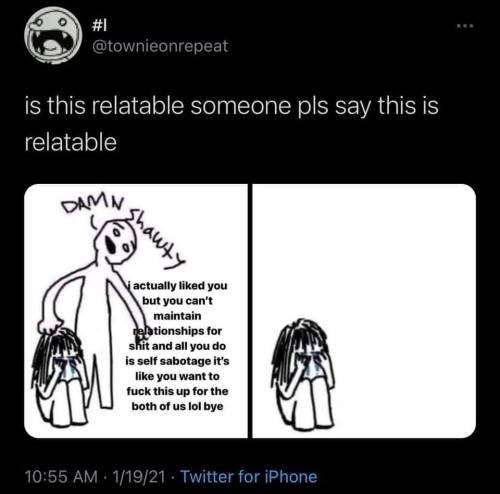 #I
@townieonrepeat
is this relatable someone pls say this is
relatable
DAMN
shawty
i actually liked you
but you can't
maintain
relationships for
shit and all you do
is self sabotage it's
like you want to
fuck this up for the
both of us lol bye
10:55 AM · 1/19/21 · Twitter for iPhone